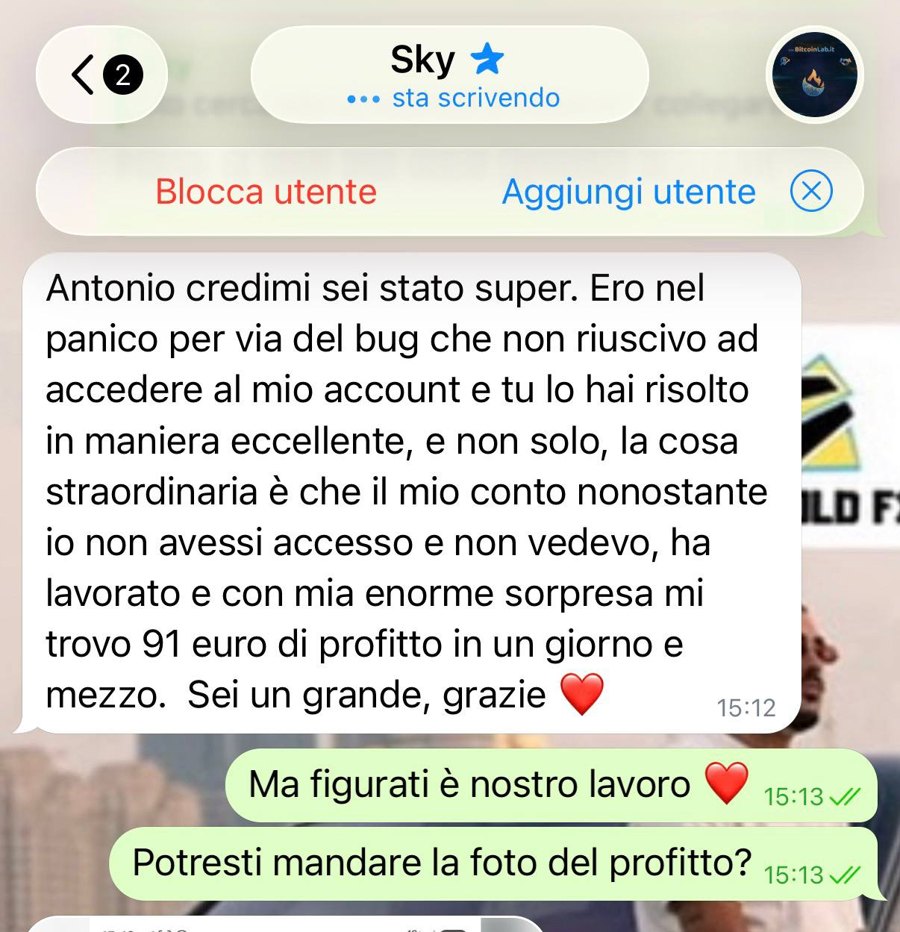 2
Sky
sta scrivendo
BitcoinLab.it
Blocca utente
Aggiungi utente
Antonio credimi sei stato super. Ero nel
panico per via del bug che non riuscivo ad
accedere al mio account e tu lo hai risolto
in maniera eccellente, e non solo, la cosa
straordinaria è che il mio conto nonostante
io non avessi accesso e non vedevo, ha
lavorato e con mia enorme sorpresa mi
trovo 91 euro di profitto in un giorno e
mezzo. Sei un grande, grazie ❤️
15:12
Ma figurati è nostro lavoro ❤️
15:13
Potresti mandare la foto del profitto?
15:13